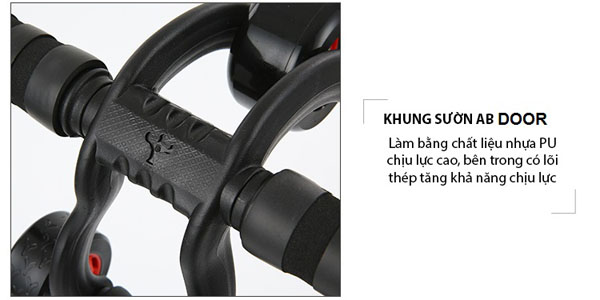 KHUNG SƯỜN AB DOOR
Làm bằng chất liệu nhựa PU
chịu lực cao, bên trong có lõi
thép tăng khả năng chịu lực